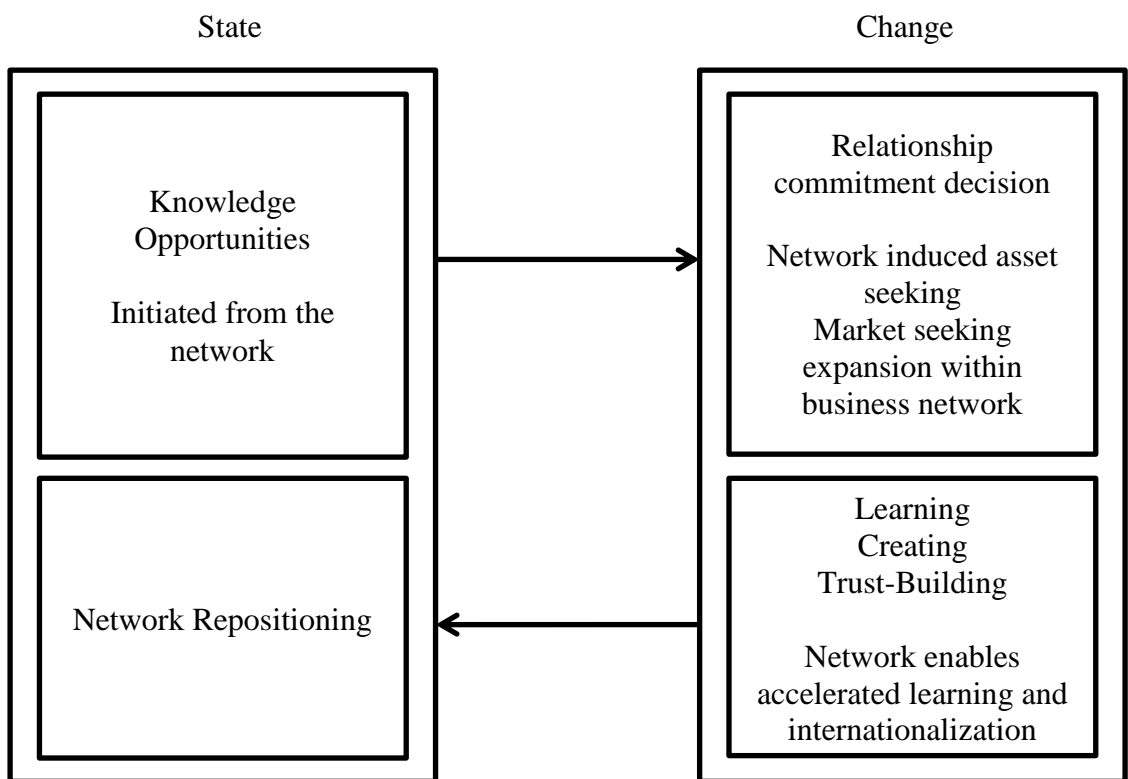 State
Change
Knowledge
Opportunities
Initiated from the
network
Relationship
commitment decision
Network induced asset
seeking
Market seeking
expansion within
business network
Network Repositioning
Learning
Creating
Trust-Building
Network enables
accelerated learning and
internationalization